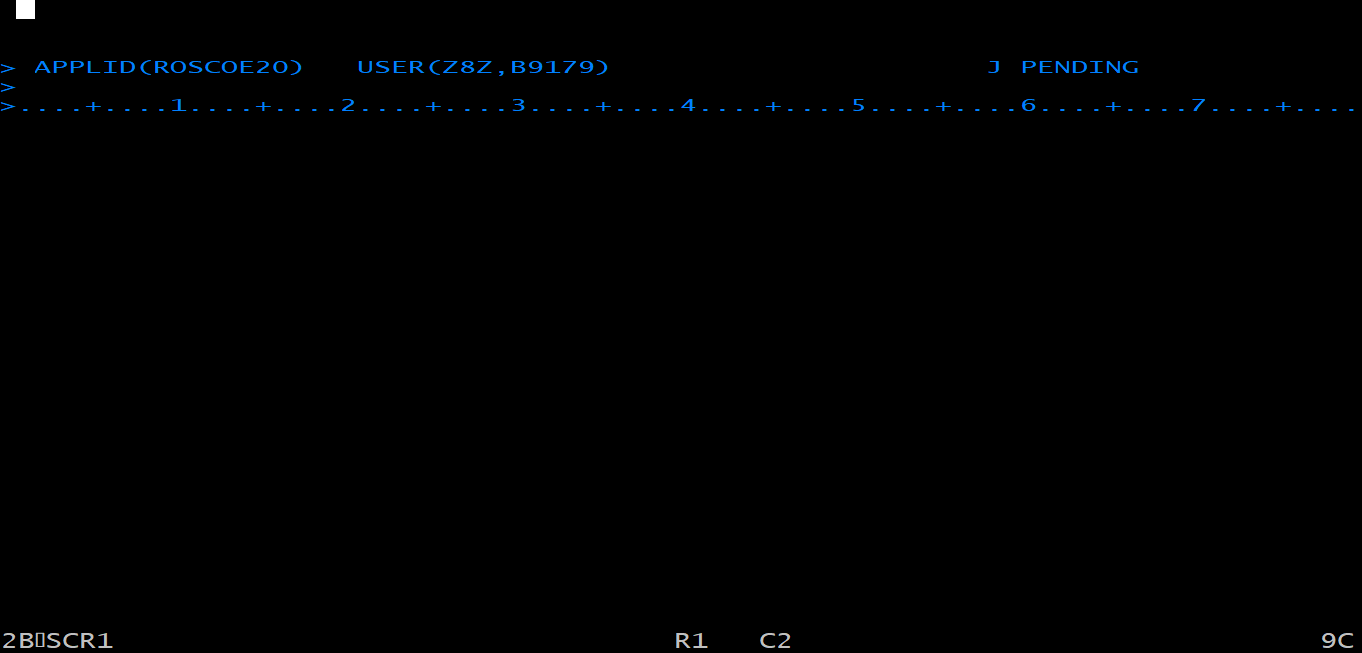 > APPLID(ROSCOE20)   USER(Z8Z,B9179)                       J PENDING
>
>....+....1....+....2....+....3....+....4....+....5....+....6....+....7....+....
2B▯SCR1                                 R1   C2                               9C